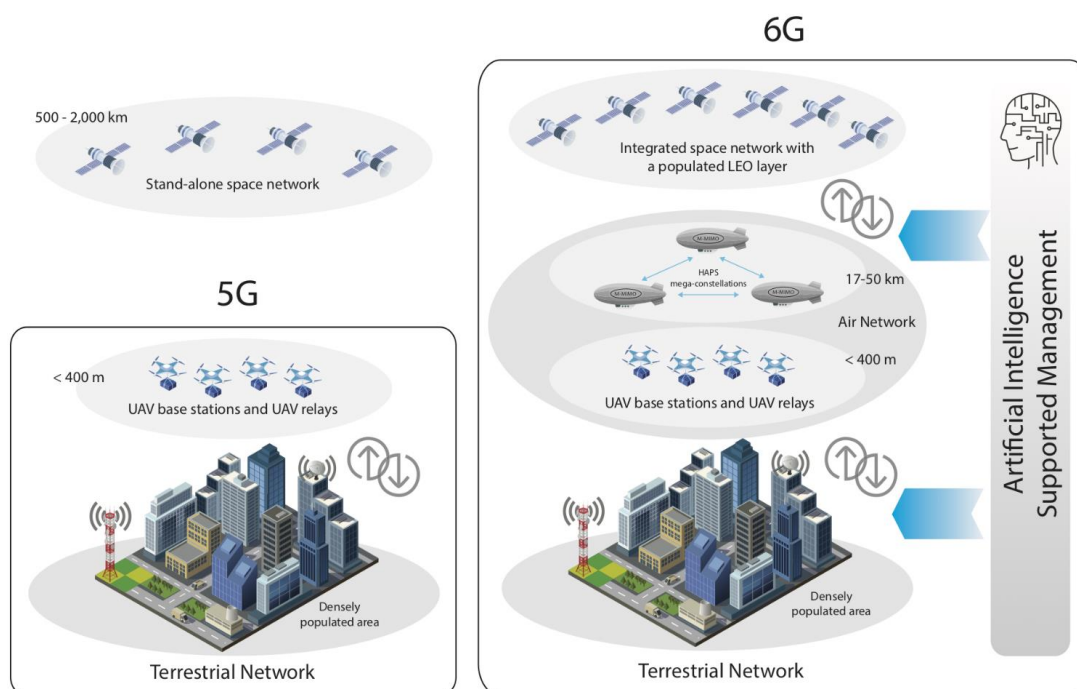 500 - 2,000 km
Stand-alone space network
5G
< 400 m
UAV base stations and UAV relays
Densely
populated area
Terrestrial Network
6G
Integrated space network with
a populated LEO layer
M-MIMO
HAPS
mega-constellations
M-MIMO
M-MIMO
17-50 km
Air Network
< 400 m
UAV base stations and UAV relays
Densely
populated area
Terrestrial Network
Artificial Intelligence
Supported Management